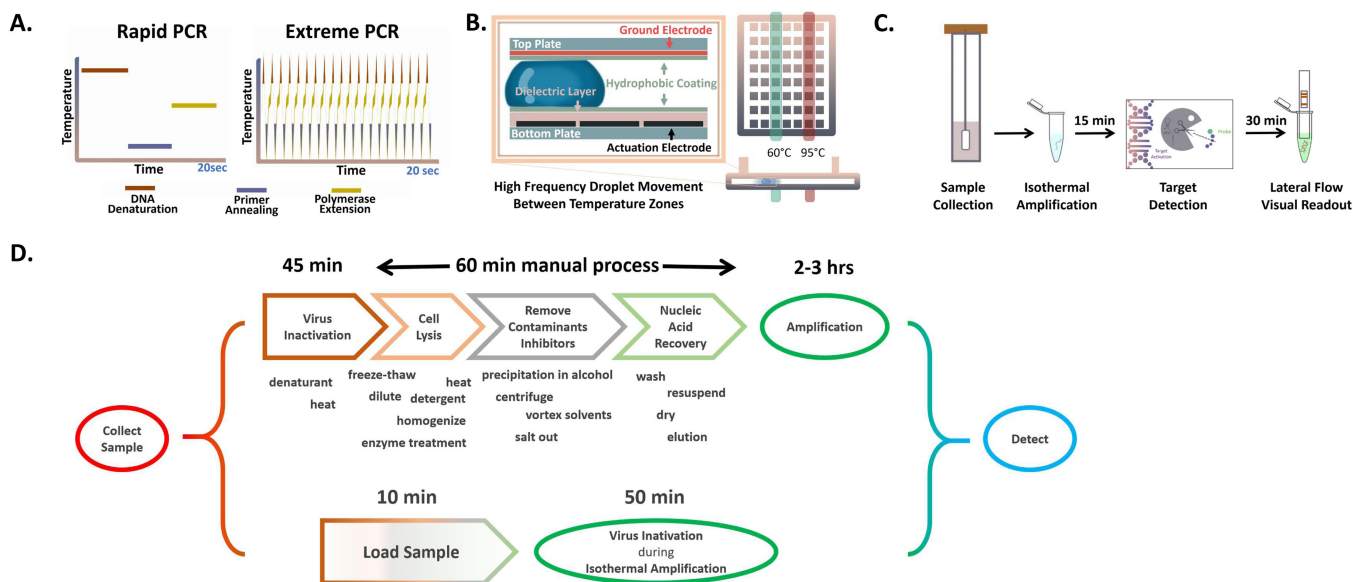 A.
Rapid PCR
Extreme PCR
Temperature
Time
20sec
Temperature
Time
20 sec
DNA
Denaturation
Primer
Annealing
Polymerase
Extension
B.
Top Plate
Ground Electrode
Hydrophobic Coating
Dielectric Layer
Bottom Plate
Actuation Electrode
60°C
95°C
High Frequency Droplet Movement
Between Temperature Zones
C.
15 min
30 min
Target
Activation
Probe
Sample
Collection
Isothermal
Amplification
Target
Detection
Lateral Flow
Visual Readout
D.
45 min
60 min manual process
2-3 hrs
Virus
Inactivation
Cell
Lysis
Remove
Contaminants
Inhibitors
Nucleic
Acid
Recovery
Amplification
denaturant
heat
freeze-thaw
heat
dilute
detergent
homogenize
enzyme treatment
precipitation in alcohol
centrifuge
vortex solvents
salt out
wash
resuspend
dry
elution
Collect
Sample
Detect
10 min
50 min
Load Sample
Virus Inativation
during
Isothermal Amplification